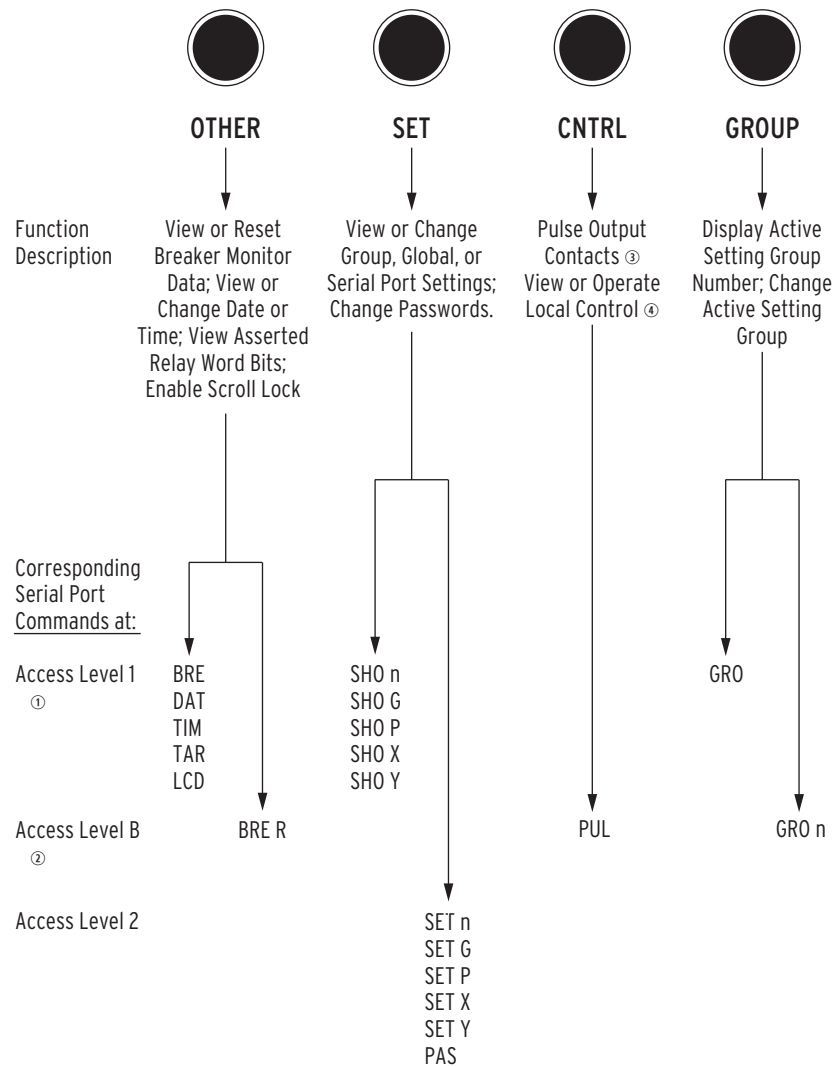 OTHER
SET
CNTRL
GROUP
Function
Description
View or Reset
Breaker Monitor
Data; View or
Change Date or
Time; View Asserted
Relay Word Bits;
Enable Scroll Lock
View or Change
Group, Global, or
Serial Port Settings;
Change Passwords.
Pulse Output
Contacts ③
View or Operate
Local Control ④
Display Active
Setting Group
Number; Change
Active Setting
Group
Corresponding
Serial Port
Commands at:
Access Level 1
①
BRE
DAT
TIM
TAR
LCD
SHO n
SHO G
SHO P
SHO X
SHO Y
GRO
Access Level B
②
BRE R
PUL
GRO n
Access Level 2
SET n
SET G
SET P
SET X
SET Y
PAS